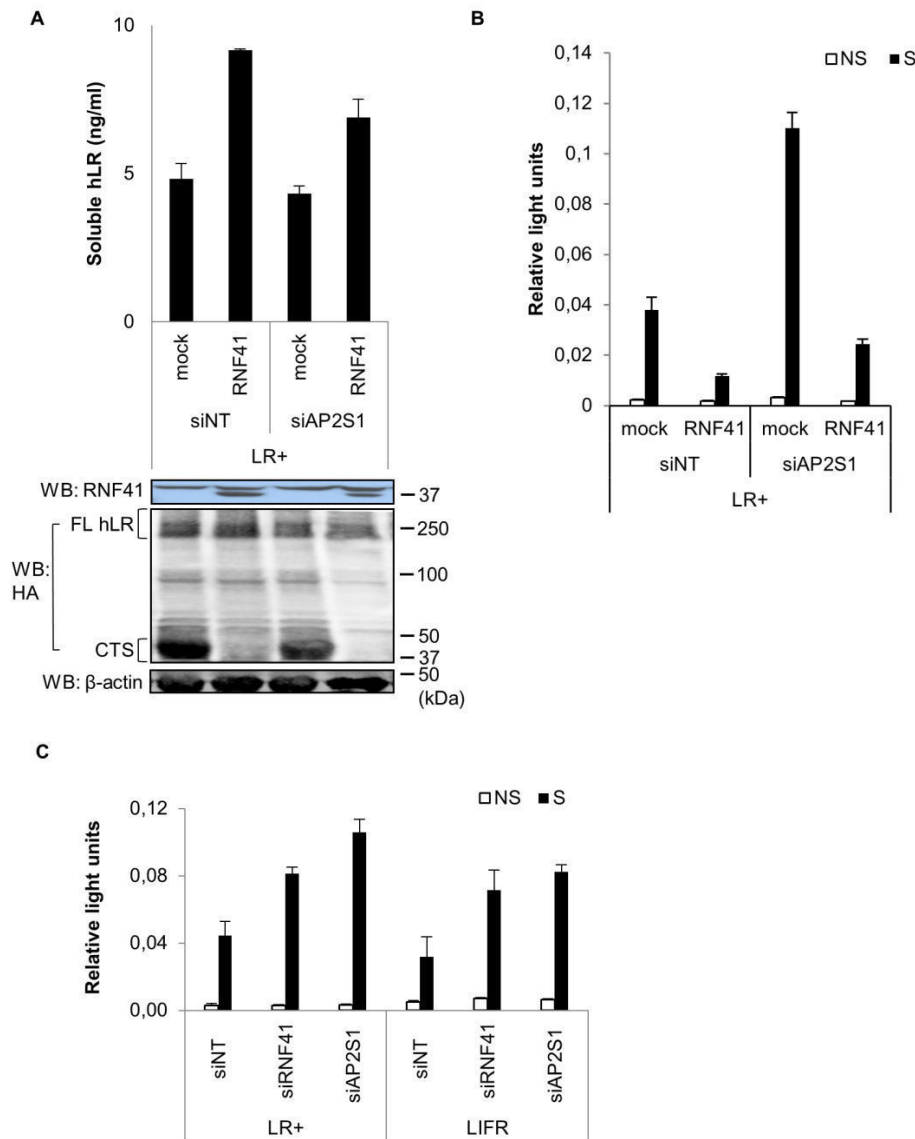 A
10
5
0
Soluble hLR (ng/ml)
mock
RNF41
mock
RNF41
siNT
siAP2S1
LR+
WB: RNF41
37
FL hLR
250
100
WB:
HA
50
CTS
37
WB: β-actin
50
(kDa)
B
0,14
0,12
0,1
0,08
0,06
0,04
0,02
0
Relative light units
NS
S
mock
RNF41
mock
RNF41
siNT
siAP2S1
LR+
C
0,12
0,08
0,04
0,00
Relative light units
NS
S
siNT
siRNF41
siAP2S1
siNT
siRNF41
siAP2S1
LR+
LIFR